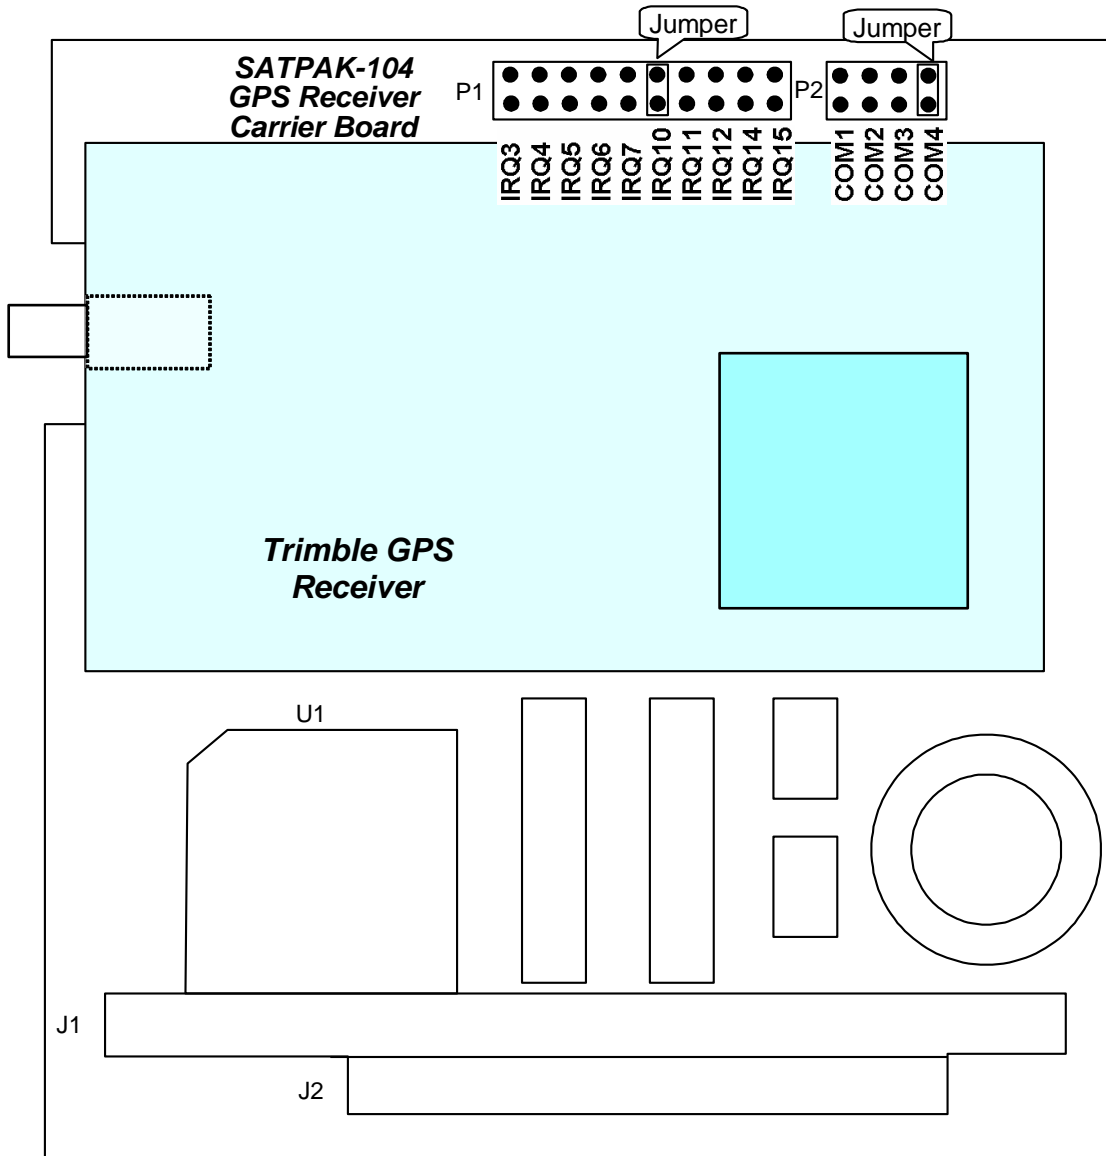 Jumper
Jumper
SATPAK-104
GPS Receiver
Carrier Board
P1
P2
IRQ3
IRQ4
IRQ5
IRQ6
IRQ7
IRQ10
IRQ11
IRQ12
IRQ14
IRQ15
COM1
COM2
COM3
COM4
Trimble GPS
Receiver
U1
J1
J2